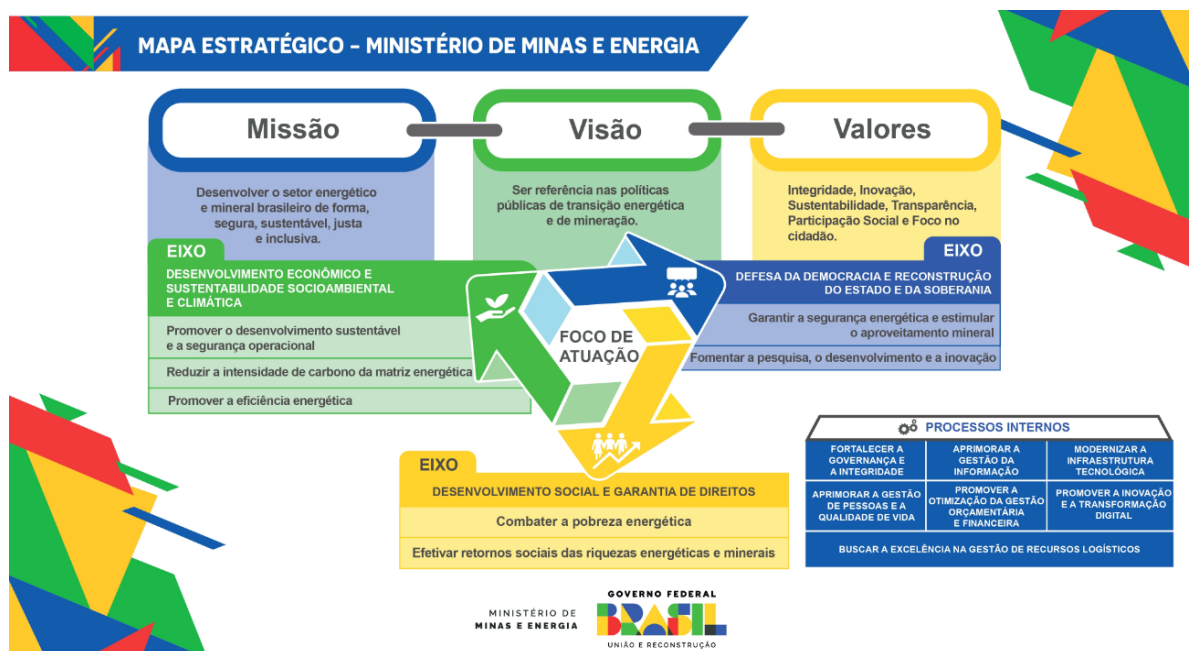 MAPA ESTRATÉGICO - MINISTÉRIO DE MINAS E ENERGIA
Missão
Visão
Valores
Desenvolver o setor energético
e mineral brasileiro de forma,
segura, sustentável, justa
e inclusiva.
Ser referência nas políticas
públicas de transição energética
e de mineração.
Integridade, Inovação,
Sustentabilidade, Transparência,
Participação Social e Foco no
cidadão.
EIXO
DESENVOLVIMENTO ECONÔMICO E
SUSTENTABILIDADE SOCIOAMBIENTAL
E CLIMÁTICA
Promover o desenvolvimento sustentável
e a segurança operacional
Reduzir a intensidade de carbono da matriz energética
Promover a eficiência energética
FOCO DE
ATUAÇÃO
EIXO
DEFESA DA DEMOCRACIA E RECONSTRUÇÃO
DO ESTADO E DA SOBERANIA
Garantir a segurança energética e estimular
o aproveitamento mineral
Fomentar a pesquisa, o desenvolvimento e a inovação
EIXO
DESENVOLVIMENTO SOCIAL E GARANTIA DE DIREITOS
Combater a pobreza energética
Efetivar retornos sociais das riquezas energéticas e minerais
PROCESSOS INTERNOS
FORTALECER A
GOVERNANÇA E
A INTEGRIDADE
APRIMORAR A
GESTÃO DA
INFORMAÇÃO
MODERNIZAR A
INFRAESTRUTURA
TECNOLÓGICA
APRIMORAR A GESTÃO
DE PESSOAS E A
QUALIDADE DE VIDA
PROMOVER A
OTIMIZAÇÃO DA GESTÃO
ORÇAMENTÁRIA
E FINANCEIRA
PROMOVER A INOVAÇÃO
E A TRANSFORMAÇÃO
DIGITAL
BUSCAR A EXCELÊNCIA NA GESTÃO DE RECURSOS LOGÍSTICOS
MINISTÉRIO DE
MINAS E ENERGIA
GOVERNO FEDERAL
BRASIL
UNIÃO E RECONSTRUÇÃO